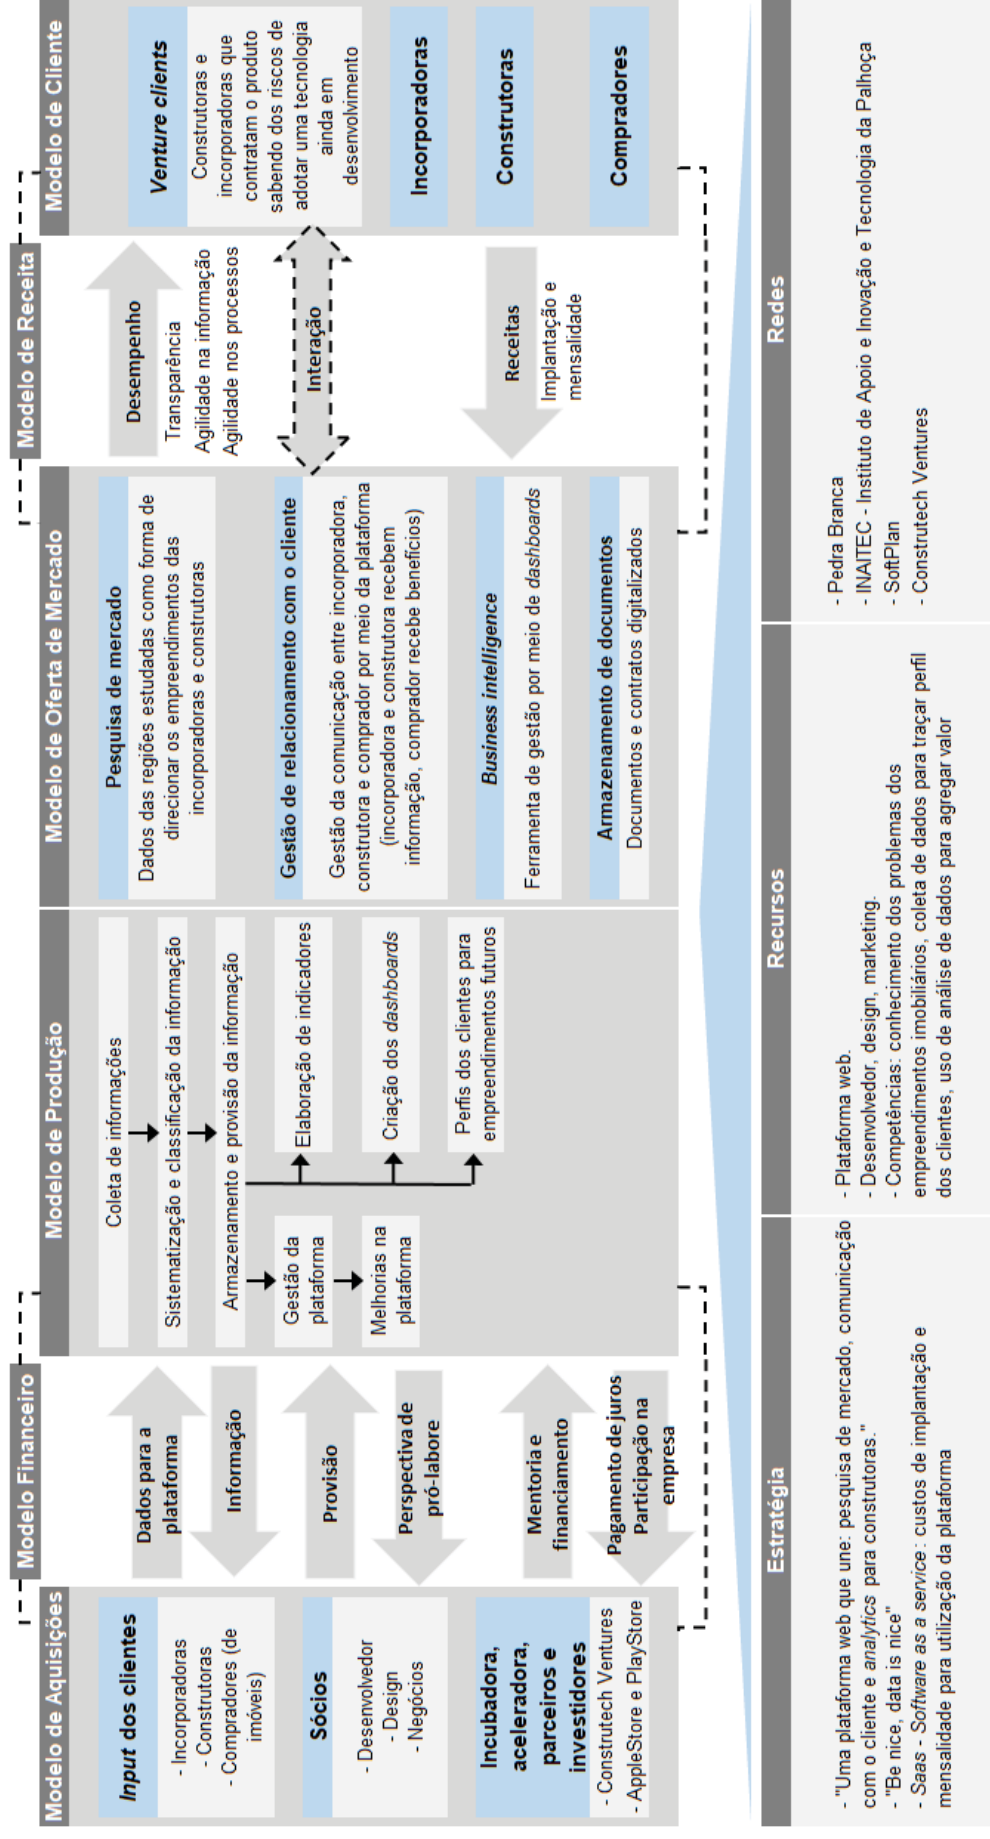 Modelo Financeiro
Modelo de Receita
Modelo de Aquisições
Input dos clientes
- Incorporadoras
- Construtoras
- Compradores (de
imóveis)
Sócios
- Desenvolvedor
- Design
- Negócios
Incubadora,
aceleradora,
parceiros e
investidores
- Construtech Ventures
- AppleStore e PlayStore
Dados para a
plataforma
Informação
Provisão
Perspectiva de
pró-labore
Mentoria e
financiamento
Pagamento de juros
Participação na
empresa
Modelo de Produção
Coleta de informações
Sistematização e classificação da informação
Armazenamento e provisão da informação
Gestão da
plataforma
Melhorias na
plataforma
Elaboração de indicadores
Criação dos dashboards
Perfis dos clientes para
empreendimentos futuros
Modelo de Oferta de Mercado
Pesquisa de mercado
Dados das regiões estudadas como forma de
direcionar os empreendimentos das
incorporadoras e construtoras
Gestão de relacionamento com o cliente
Gestão da comunicação entre incorporadora,
construtora e comprador por meio da plataforma
(incorporadora e construtora recebem
informação, comprador recebe benefícios)
Business intelligence
Ferramenta de gestão por meio de dashboards
Armazenamento de documentos
Documentos e contratos digitalizados
Desempenho
Transparência
Agilidade na informação
Agilidade nos processos
Interação
Receitas
Implantação e
mensalidade
Modelo de Cliente
Venture clients
Construtoras e
incorporadoras que
contratam o produto
sabendo dos riscos de
adotar uma tecnologia
ainda em
desenvolvimento
Incorporadoras
Construtoras
Compradores
Estratégia
- "Uma plataforma web que une: pesquisa de mercado, comunicação
com o cliente e analytics para construtoras."
- "Be nice, data is nice"
- Saas - Software as a service: custos de implantação e
mensalidade para utilização da plataforma
Recursos
- Plataforma web.
- Desenvolvedor, design, marketing.
- Competências: conhecimento dos problemas dos
empreendimentos imobiliários, coleta de dados para traçar perfil
dos clientes, uso de análise de dados para agregar valor
Redes
- Pedra Branca
- INAITEC - Instituto de Apoio e Inovação e Tecnologia da Palhoça
- SoftPlan
- Construtech Ventures